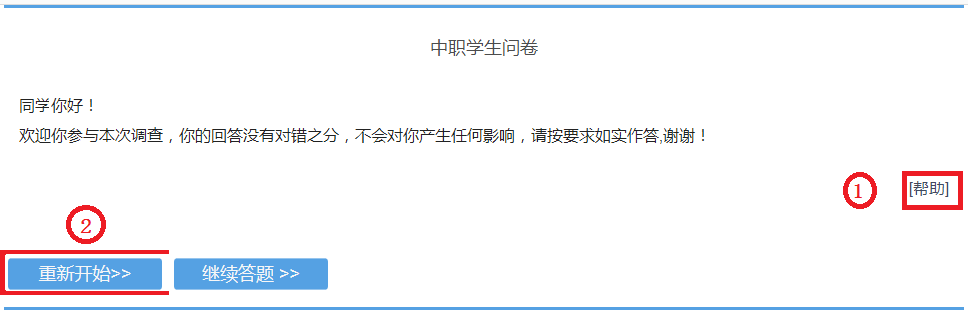 中职学生问卷
同学你好！
欢迎你参与本次调查，你的回答没有对错之分，不会对你产生任何影响，请按要求如实作答,谢谢！
① [帮助]
②
重新开始>> 继续答题 >>